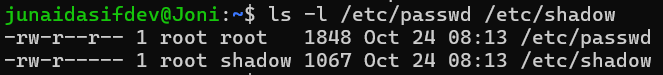 junaidasifdev@Joni:~$ ls -l /etc/passwd /etc/shadow
-rw-r--r-- 1 root root   1848 Oct 24 08:13 /etc/passwd
-rw-r----- 1 root shadow 1067 Oct 24 08:13 /etc/shadow